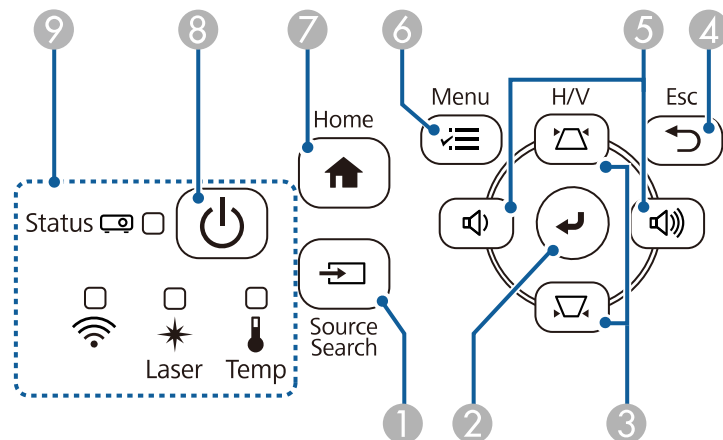 9 8 7 6 5 4
Menu H/V Esc
Home
Status
Source
Search
Laser Temp
1 2 3